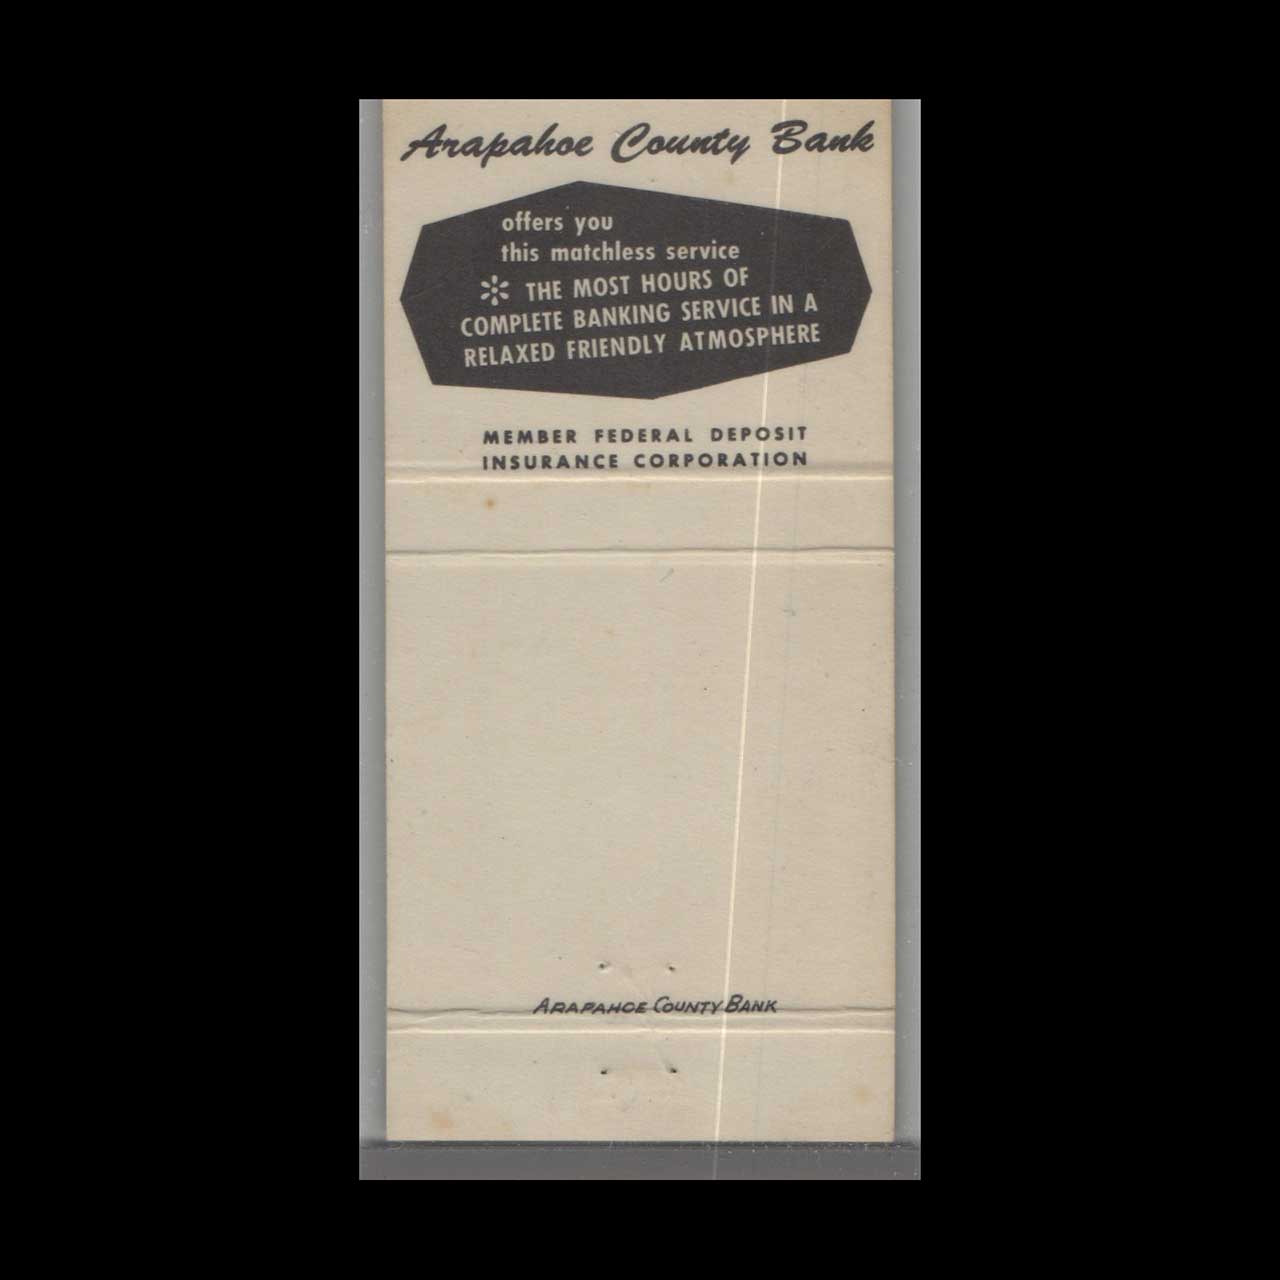 Arapahoe County Bank
offers you
this matchless service
* THE MOST HOURS OF
COMPLETE BANKING SERVICE IN A
RELAXED FRIENDLY ATMOSPHERE
MEMBER FEDERAL DEPOSIT
INSURANCE CORPORATION
ARAPAHOE COUNTY BANK